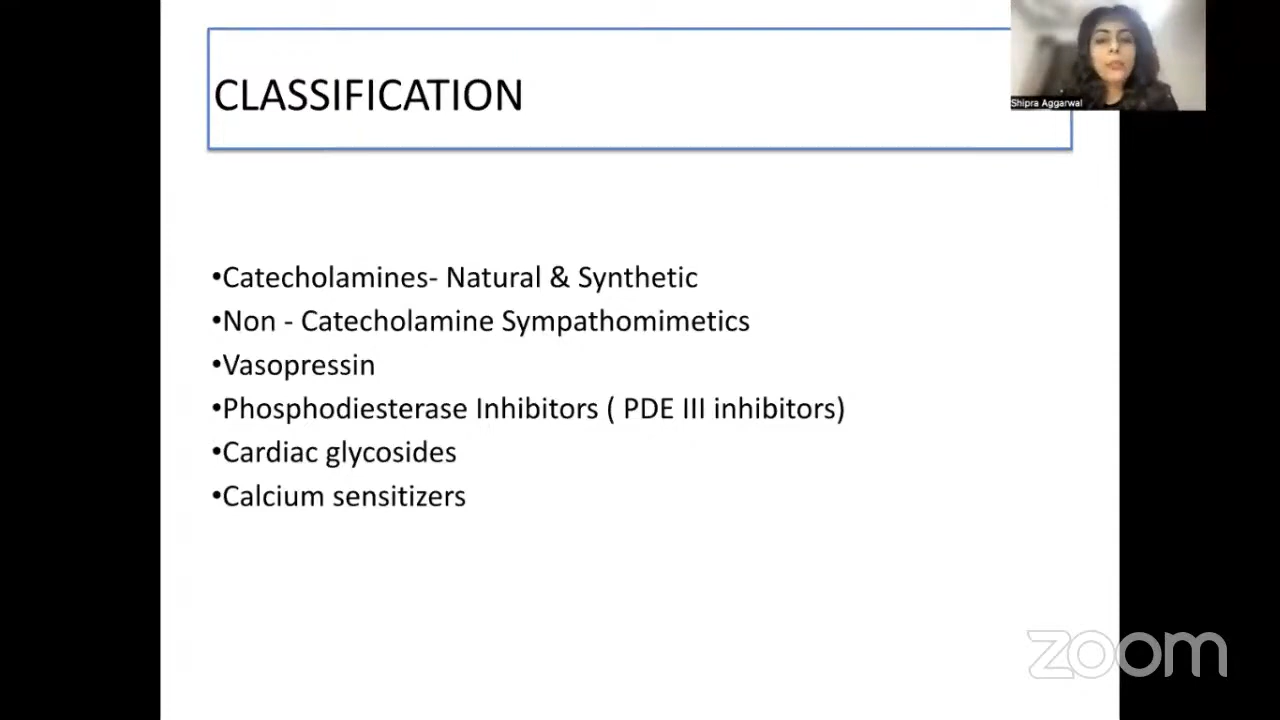 CLASSIFICATION
Shipra Aggarwal
•Catecholamines- Natural & Synthetic
•Non - Catecholamine Sympathomimetics
•Vasopressin
•Phosphodiesterase Inhibitors ( PDE III inhibitors)
•Cardiac glycosides
•Calcium sensitizers
zoom